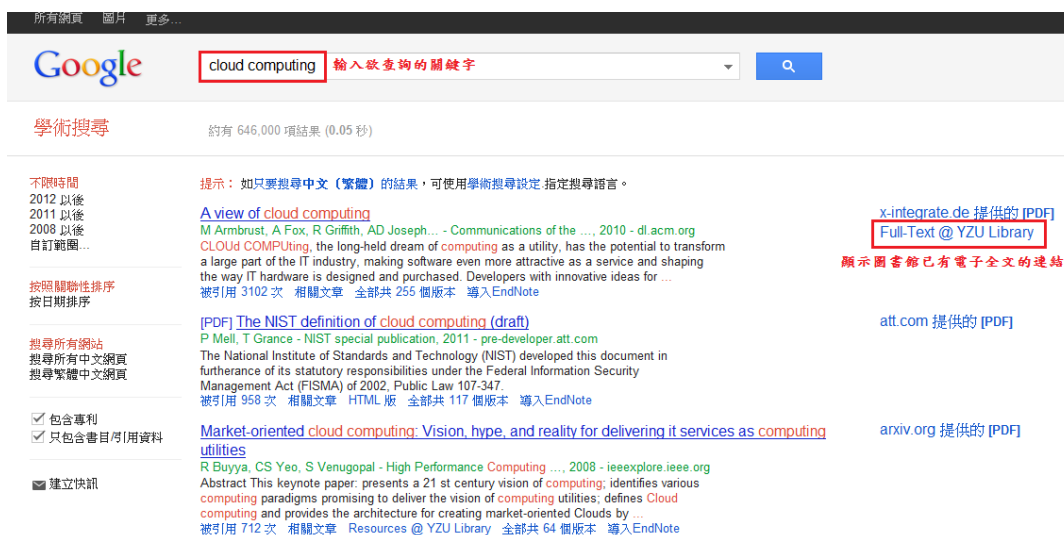 所有網頁 圖片 更多...
Google
cloud computing 輸入欲查詢的關鍵字
學術搜尋 約有 646,000 項結果 (0.05 秒)
不限時間
2012 以後
2011 以後
2008 以後
自訂範圍...
按照關聯性排序
按日期排序
搜尋所有網站
搜尋所有中文網頁
搜尋繁體中文網頁
包含專利
只包含書目/引用資料
建立快訊
提示： 如只要搜尋中文（繁體）的結果，可使用學術搜尋設定.指定搜尋語言。
A view of cloud computing
M Armbrust, A Fox, R Griffith, AD Joseph... - Communications of the ..., 2010 - dl.acm.org
CLOUd COMPUting, the long-held dream of computing as a utility, has the potential to transform
a large part of the IT industry, making software even more attractive as a service and shaping
the way IT hardware is designed and purchased. Developers with innovative ideas for ...
被引用 3102 次 相關文章 全部共 255 個版本 導入EndNote
x-integrate.de 提供的 [PDF]
Full-Text @ YZU Library
顯示圖書館已有電子全文的連結
[PDF] The NIST definition of cloud computing (draft)
P Mell, T Grance - NIST special publication, 2011 - pre-developer.att.com
The National Institute of Standards and Technology (NIST) developed this document in
furtherance of its statutory responsibilities under the Federal Information Security
Management Act (FISMA) of 2002, Public Law 107-347.
被引用 958 次 相關文章 HTML 版 全部共 117 個版本 導入EndNote
att.com 提供的 [PDF]
Market-oriented cloud computing: Vision, hype, and reality for delivering it services as computing
utilities
R Buyya, CS Yeo, S Venugopal - High Performance Computing ..., 2008 - ieeexplore.ieee.org
Abstract This keynote paper: presents a 21 st century vision of computing; identifies various
computing paradigms promising to deliver the vision of computing utilities; defines Cloud
computing and provides the architecture for creating market-oriented Clouds by ...
被引用 712 次 相關文章 Resources @ YZU Library 全部共 64 個版本 導入EndNote
arxiv.org 提供的 [PDF]